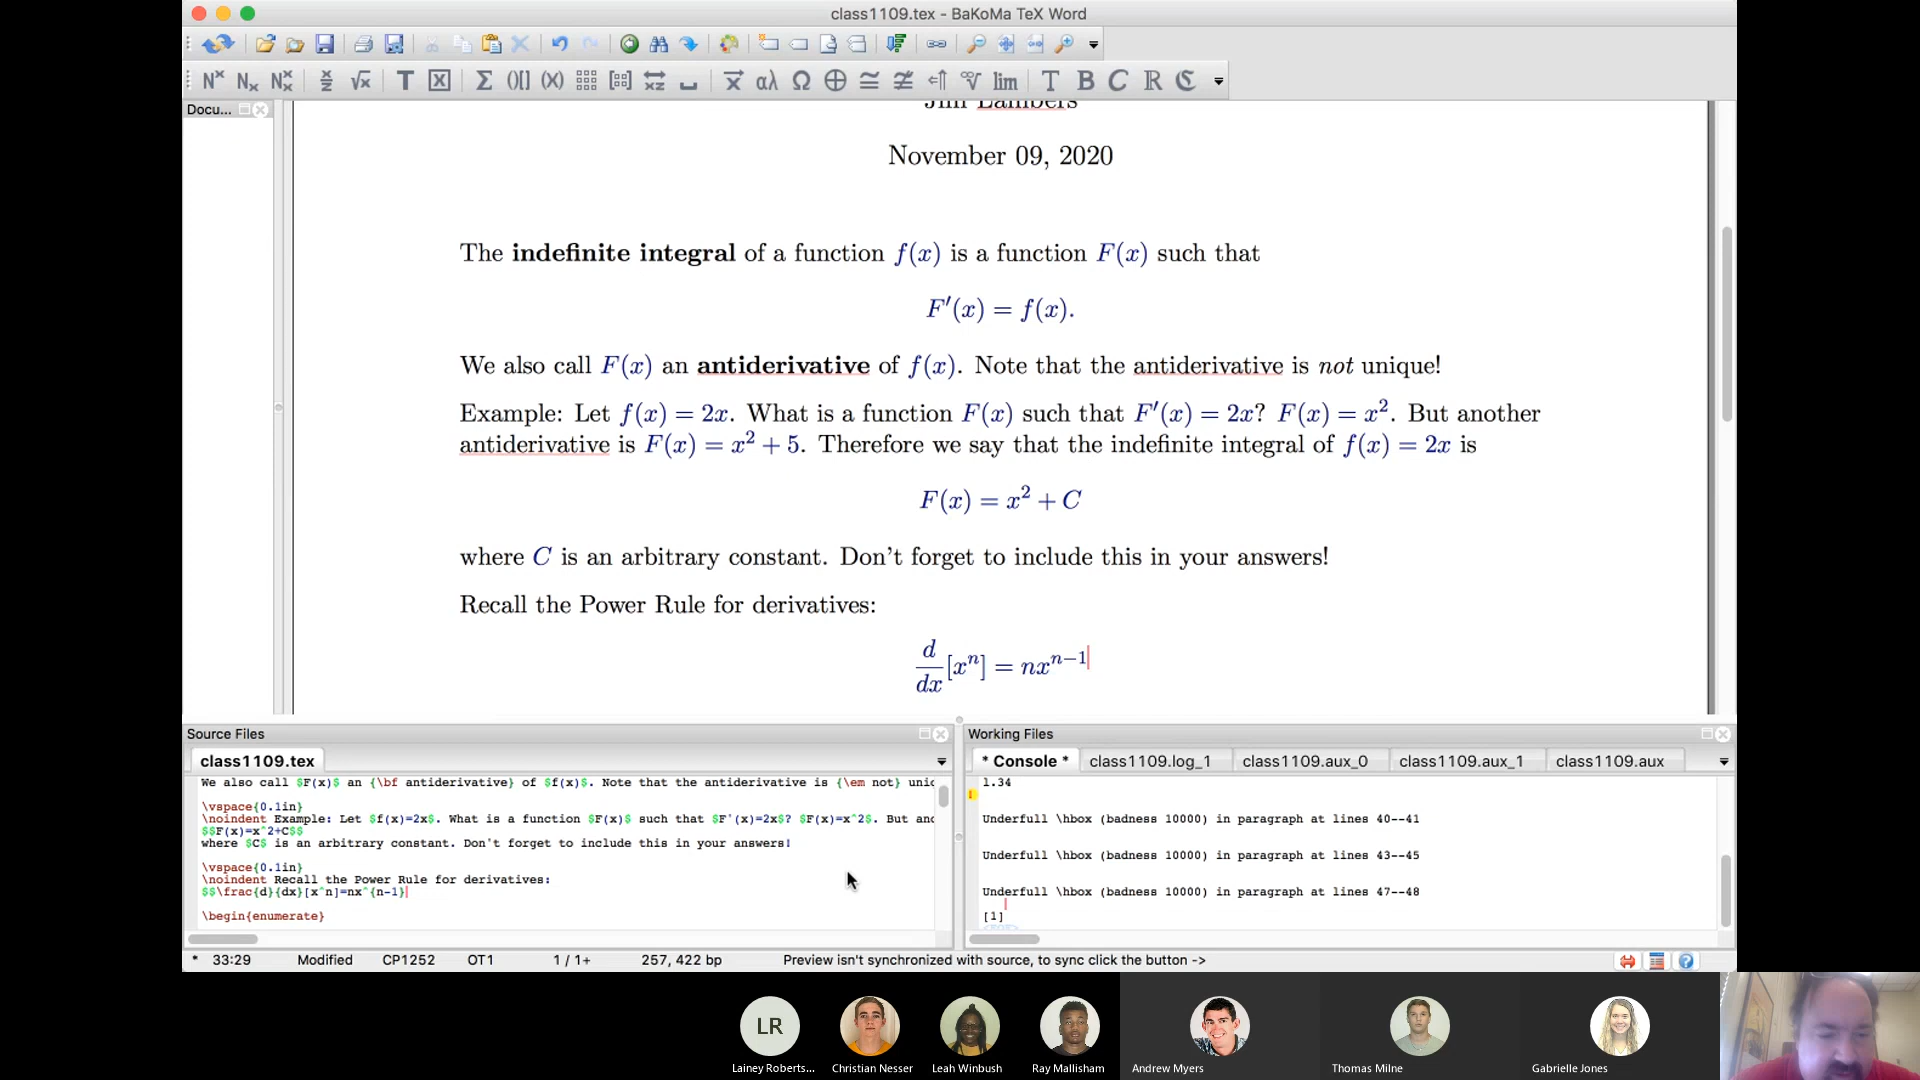 class1109.tex - BaKoMa TeX Word
Docu...
Jim Lambers
November 09, 2020
The indefinite integral of a function f(x) is a function F(x) such that
F′(x) = f(x).
We also call F(x) an antiderivative of f(x). Note that the antiderivative is not unique!
Example: Let f(x) = 2x. What is a function F(x) such that F′(x) = 2x? F(x) = x². But another
antiderivative is F(x) = x² + 5. Therefore we say that the indefinite integral of f(x) = 2x is
F(x) = x² + C
where C is an arbitrary constant. Don't forget to include this in your answers!
Recall the Power Rule for derivatives:
d/dx [xⁿ] = nxⁿ⁻¹
Source Files
class1109.tex
We also call $F(x)$ an {\bf antiderivative} of $f(x)$. Note that the antiderivative is {\em not} unic
\vspace{0.1in}
\noindent Example: Let $f(x)=2x$. What is a function $F(x)$ such that $F'(x)=2x$? $F(x)=x^2$. But an
$$F(x)=x^2+C$$
where $C$ is an arbitrary constant. Don't forget to include this in your answers!
\vspace{0.1in}
\noindent Recall the Power Rule for derivatives:
$$\frac{d}{dx}[x^n]=nx^{n-1}
\begin{enumerate}
Working Files
* Console * class1109.log_1 class1109.aux_0 class1109.aux_1 class1109.aux
l.34
Underfull \hbox (badness 10000) in paragraph at lines 40--41
Underfull \hbox (badness 10000) in paragraph at lines 43--45
Underfull \hbox (badness 10000) in paragraph at lines 47--48
[1]
* 33:29 Modified CP1252 OT1 1 / 1+ 257, 422 bp Preview isn't synchronized with source, to sync click the button ->
LR
Lainey Roberts... Christian Nesser Leah Winbush Ray Mallisham Andrew Myers Thomas Milne Gabrielle Jones